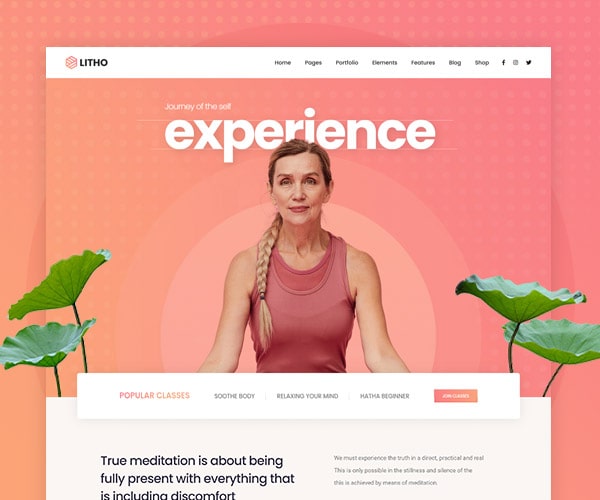 LITHO
Home Pages Portfolio Elements Features Blog Shop
Journey of the self
experience
POPULAR CLASSES SOOTHE BODY RELAXING YOUR MIND HATHA BEGINNER JOIN CLASSES
True meditation is about being
fully present with everything that
is including discomfort
We must experience the truth in a direct, practical and real
This is only possible in the stillness and silence of the
this is achieved by means of meditation.